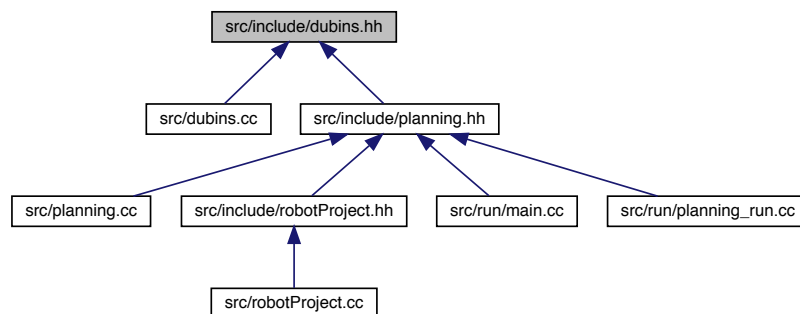 src/include/dubins.hh
src/dubins.cc
src/include/planning.hh
src/planning.cc
src/include/robotProject.hh
src/run/main.cc
src/run/planning_run.cc
src/robotProject.cc